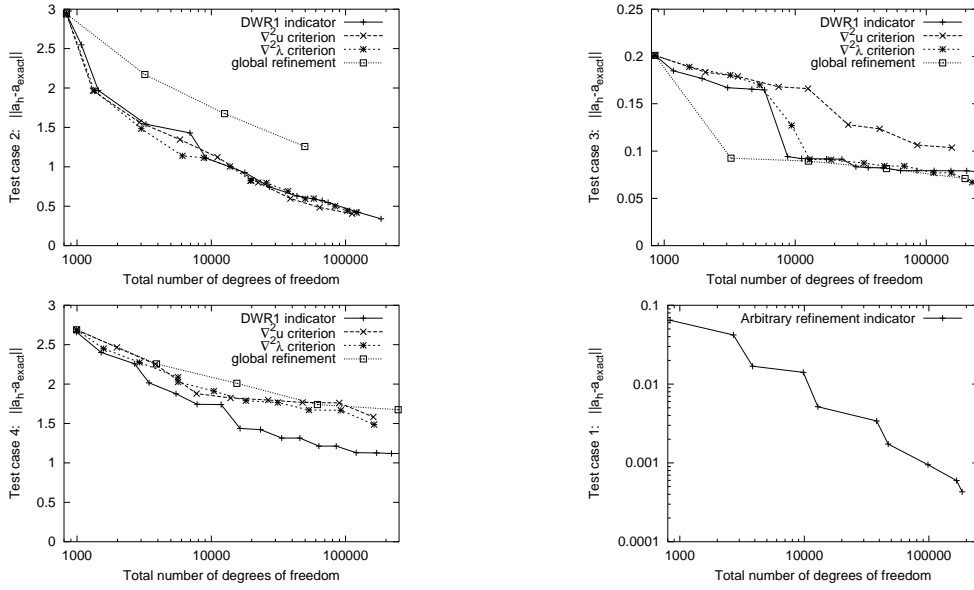 3
2.5
2
1.5
1
0.5
0
1000
10000
100000
Test case 2: ||a_h-a_exact||
Total number of degrees of freedom
DWR1 indicator
∇²u criterion
∇²λ criterion
global refinement
0.25
0.2
0.15
0.1
0.05
0
1000
10000
100000
Test case 3: ||a_h-a_exact||
Total number of degrees of freedom
DWR1 indicator
∇²u criterion
∇²λ criterion
global refinement
3
2.5
2
1.5
1
0.5
0
1000
10000
100000
Test case 4: ||a_h-a_exact||
Total number of degrees of freedom
DWR1 indicator
∇²u criterion
∇²λ criterion
global refinement
0.1
0.01
0.001
0.0001
1000
10000
100000
Test case 1: ||a_h-a_exact||
Total number of degrees of freedom
Arbitrary refinement indicator